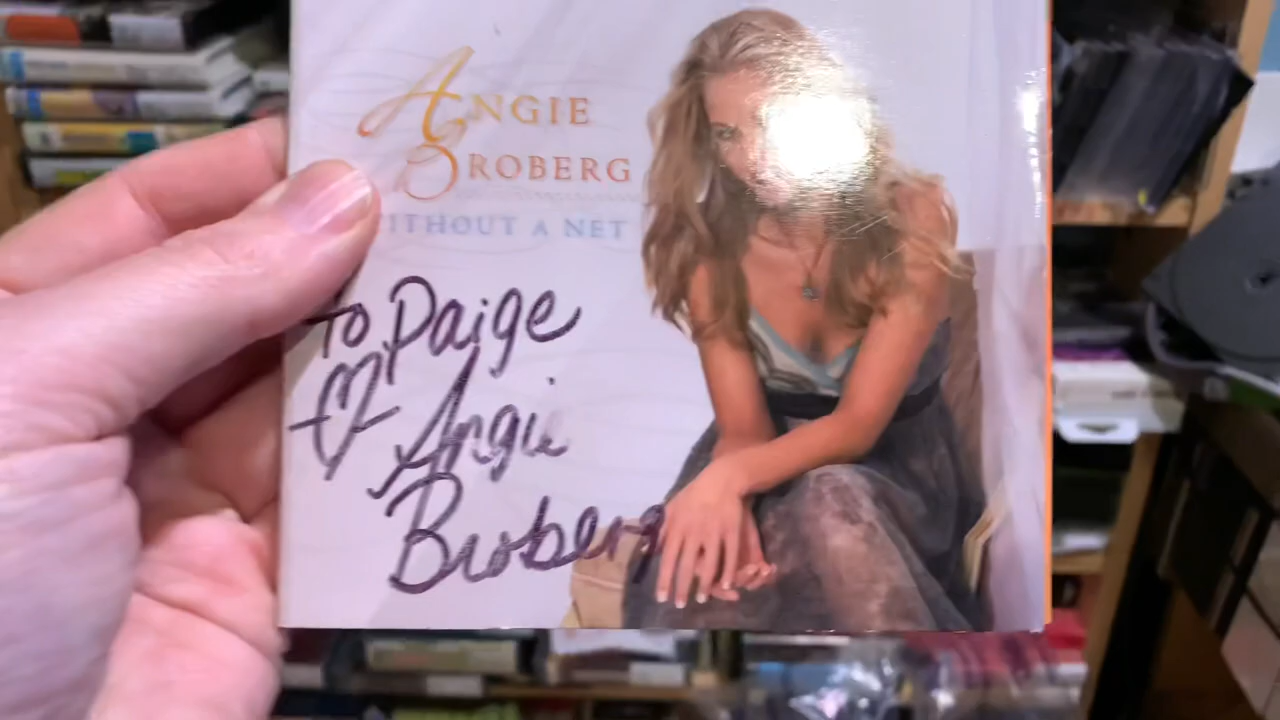 ANGIE
BROBERG
WITHOUT A NET
To Paige
Angie
Broberg